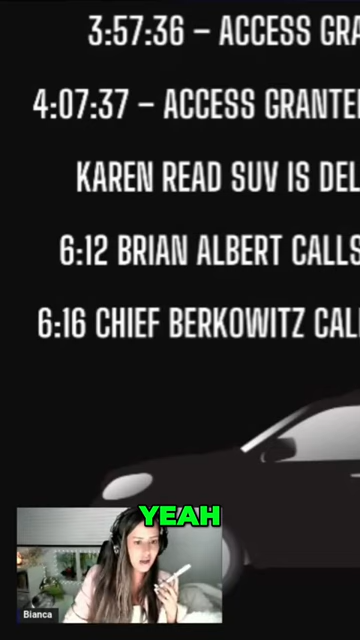 3:57:36 – ACCESS GRA
4:07:37 – ACCESS GRANTE
KAREN READ SUV IS DEL
6:12 BRIAN ALBERT CALLS
6:16 CHIEF BERKOWITZ CAL
YEAH
Bianca